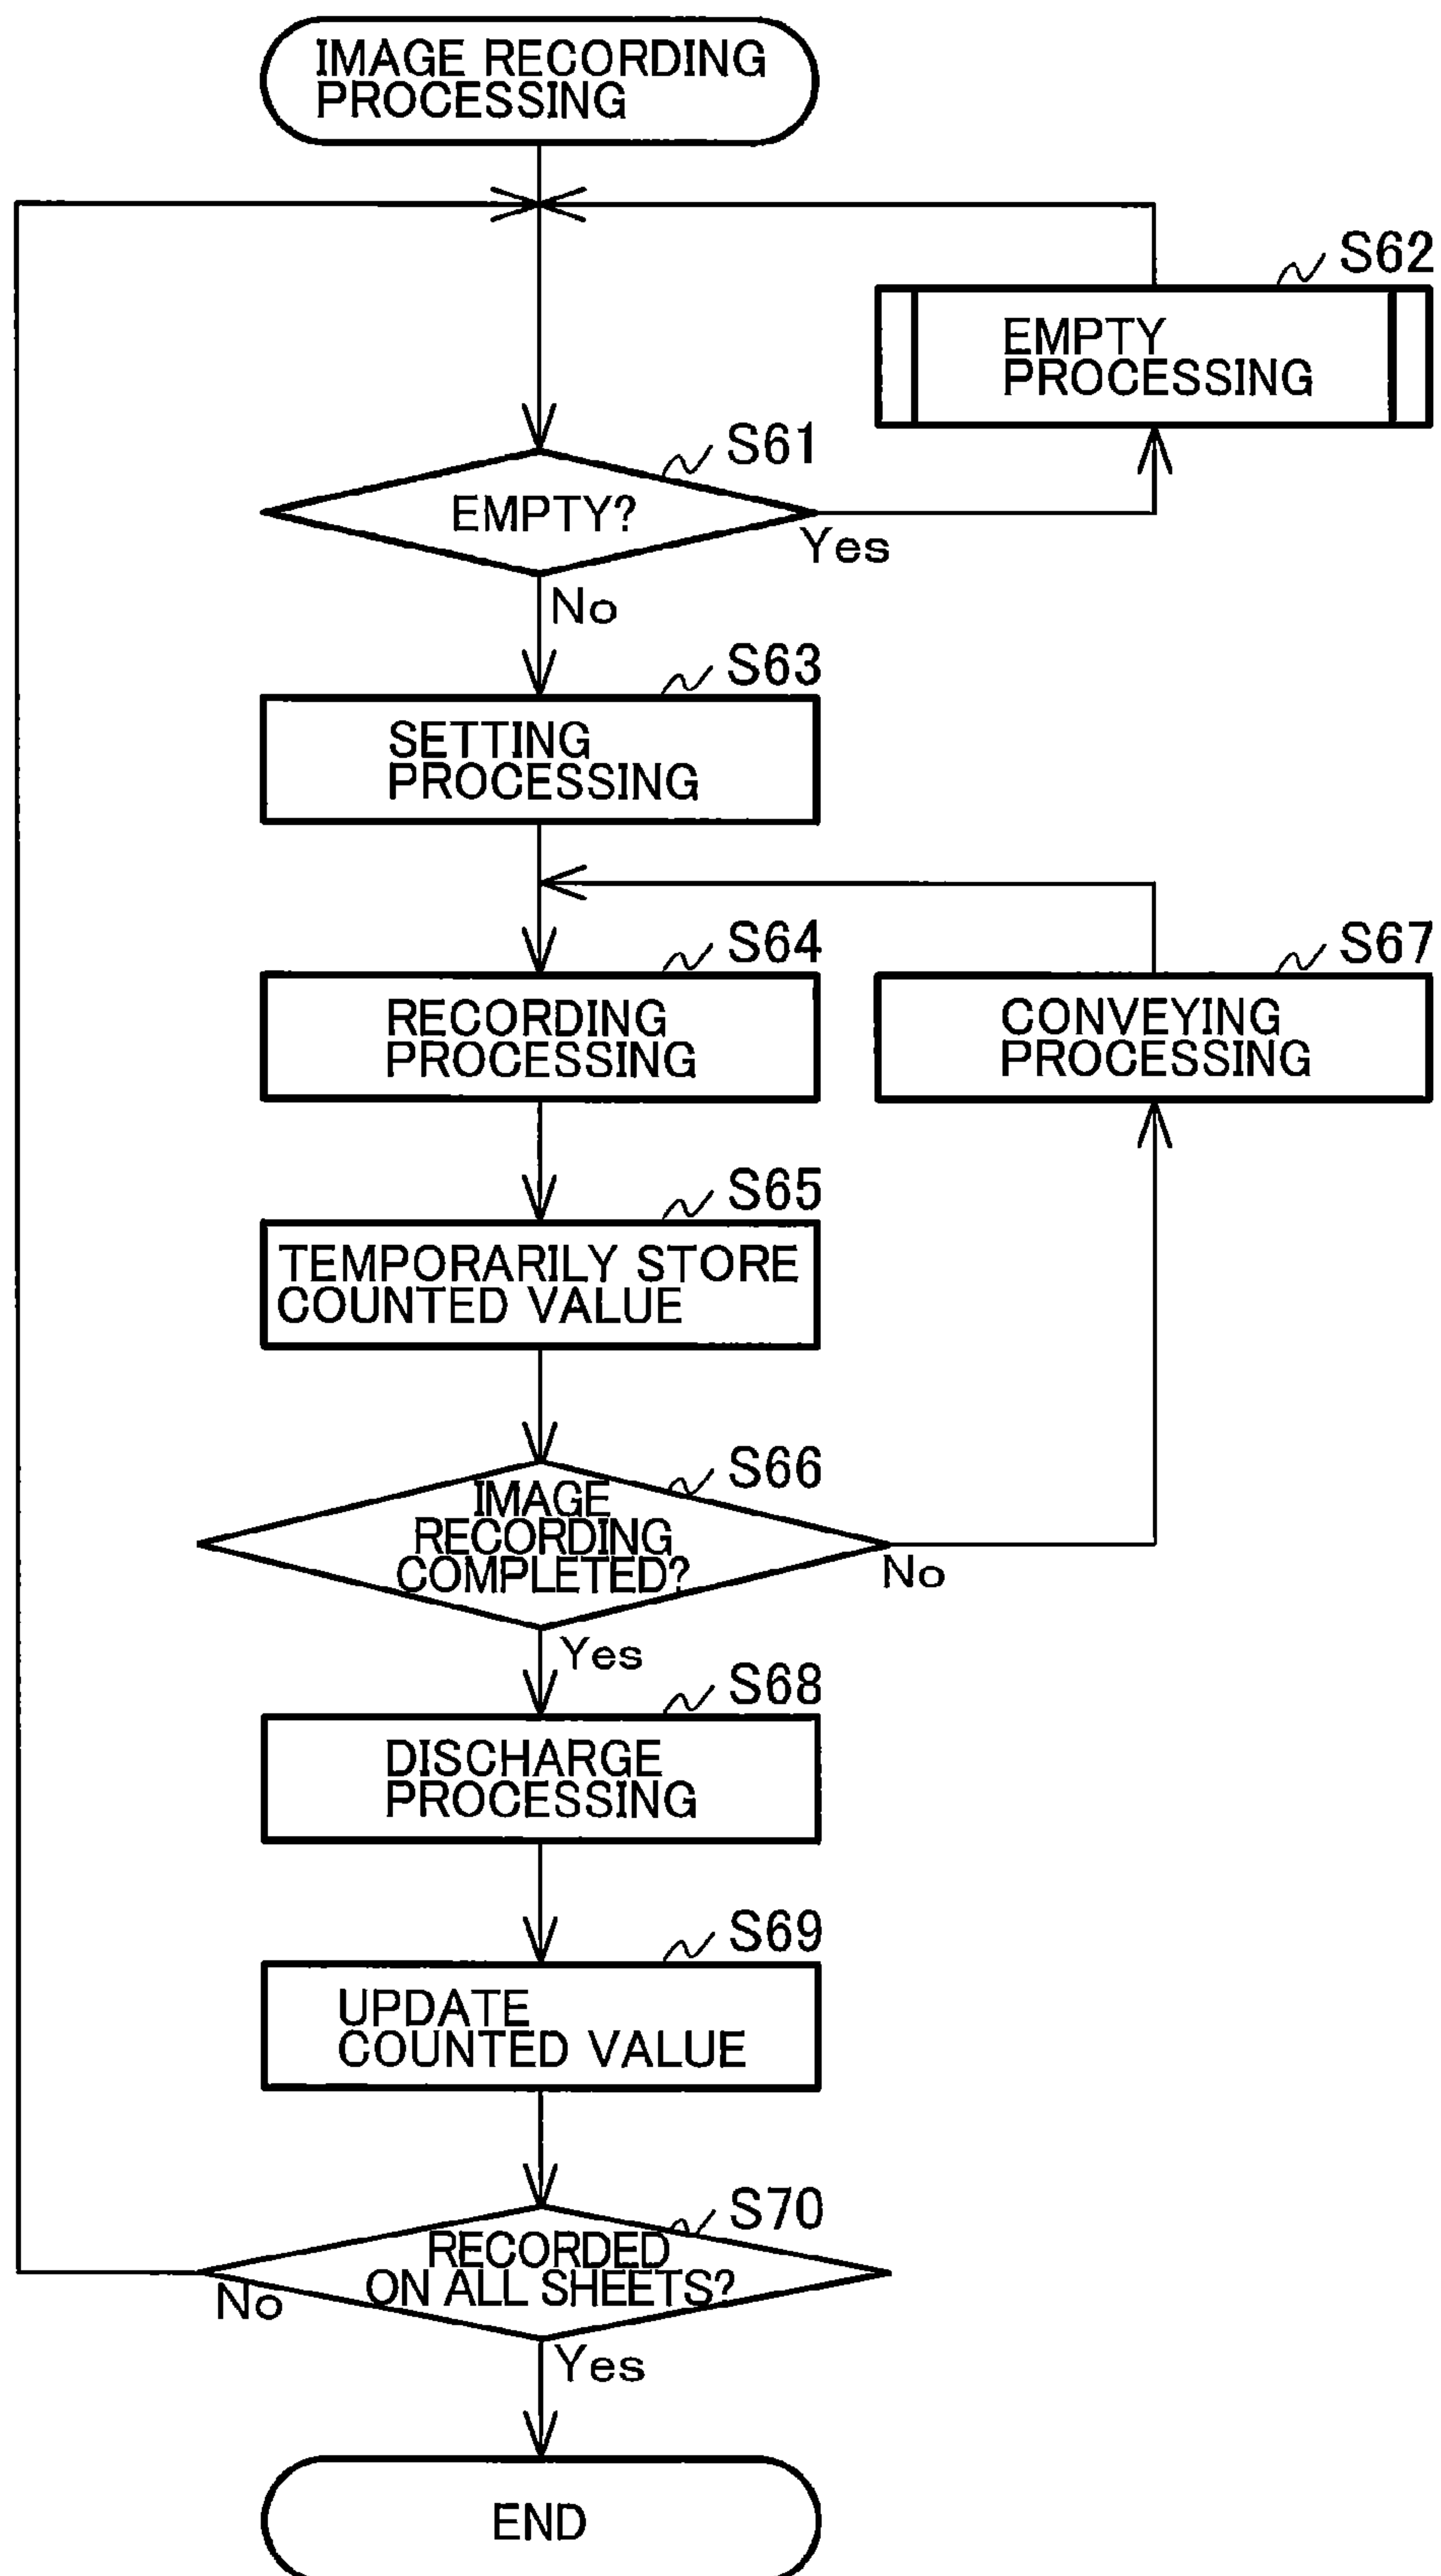 IMAGE RECORDING
PROCESSING
S62
EMPTY
PROCESSING
S61
EMPTY?
Yes
No
S63
SETTING
PROCESSING
S64
RECORDING
PROCESSING
S67
CONVEYING
PROCESSING
S65
TEMPORARILY STORE
COUNTED VALUE
S66
IMAGE
RECORDING
COMPLETED?
No
Yes
S68
DISCHARGE
PROCESSING
S69
UPDATE
COUNTED VALUE
S70
RECORDED
ON ALL SHEETS?
No
Yes
END